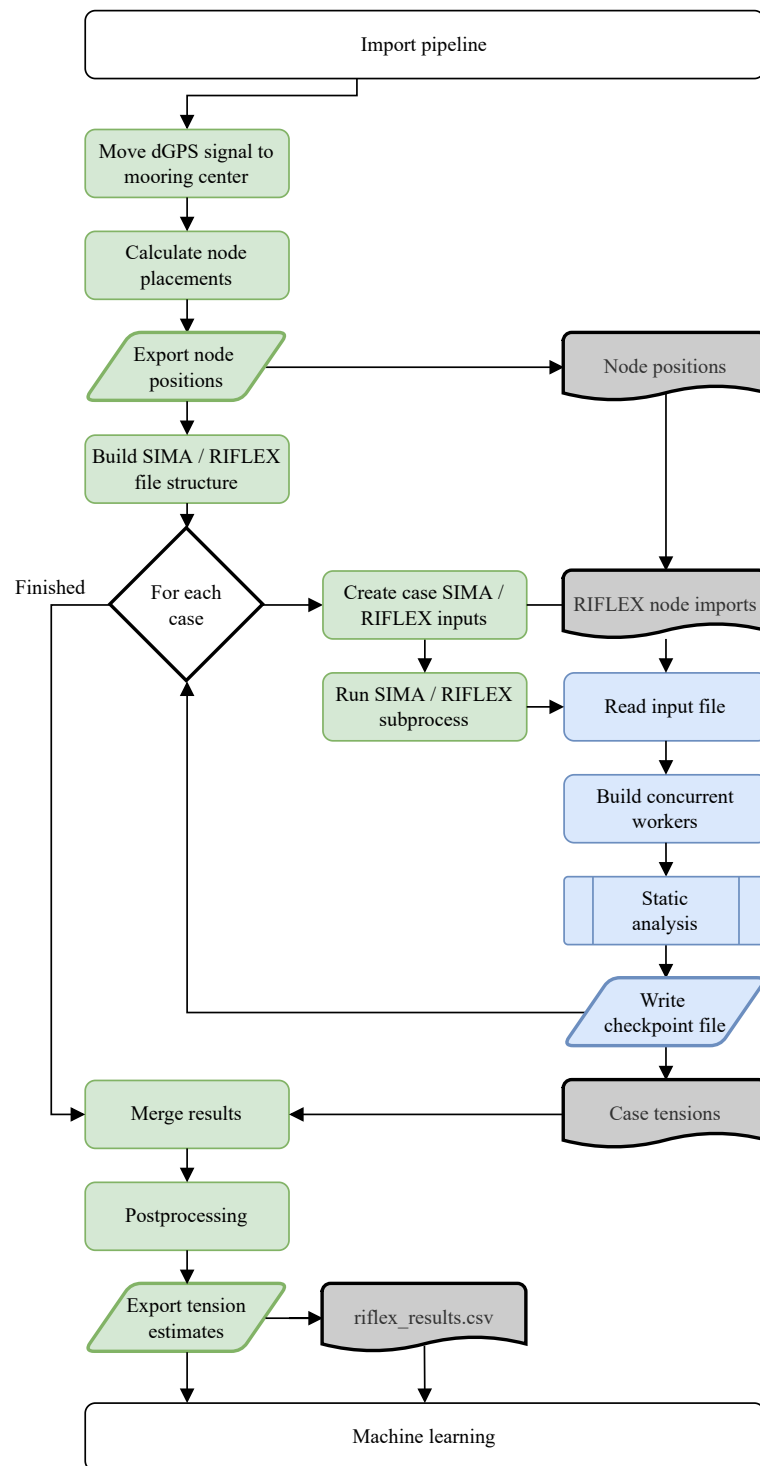 Import pipeline
Move dGPS signal to
mooring center
Calculate node
placements
Export node
positions
Node positions
Build SIMA / RIFLEX
file structure
Finished
For each
case
Create case SIMA /
RIFLEX inputs
RIFLEX node imports
Run SIMA / RIFLEX
subprocess
Read input file
Build concurrent
workers
Static
analysis
Write
checkpoint file
Merge results
Case tensions
Postprocessing
Export tension
estimates
riflex_results.csv
Machine learning